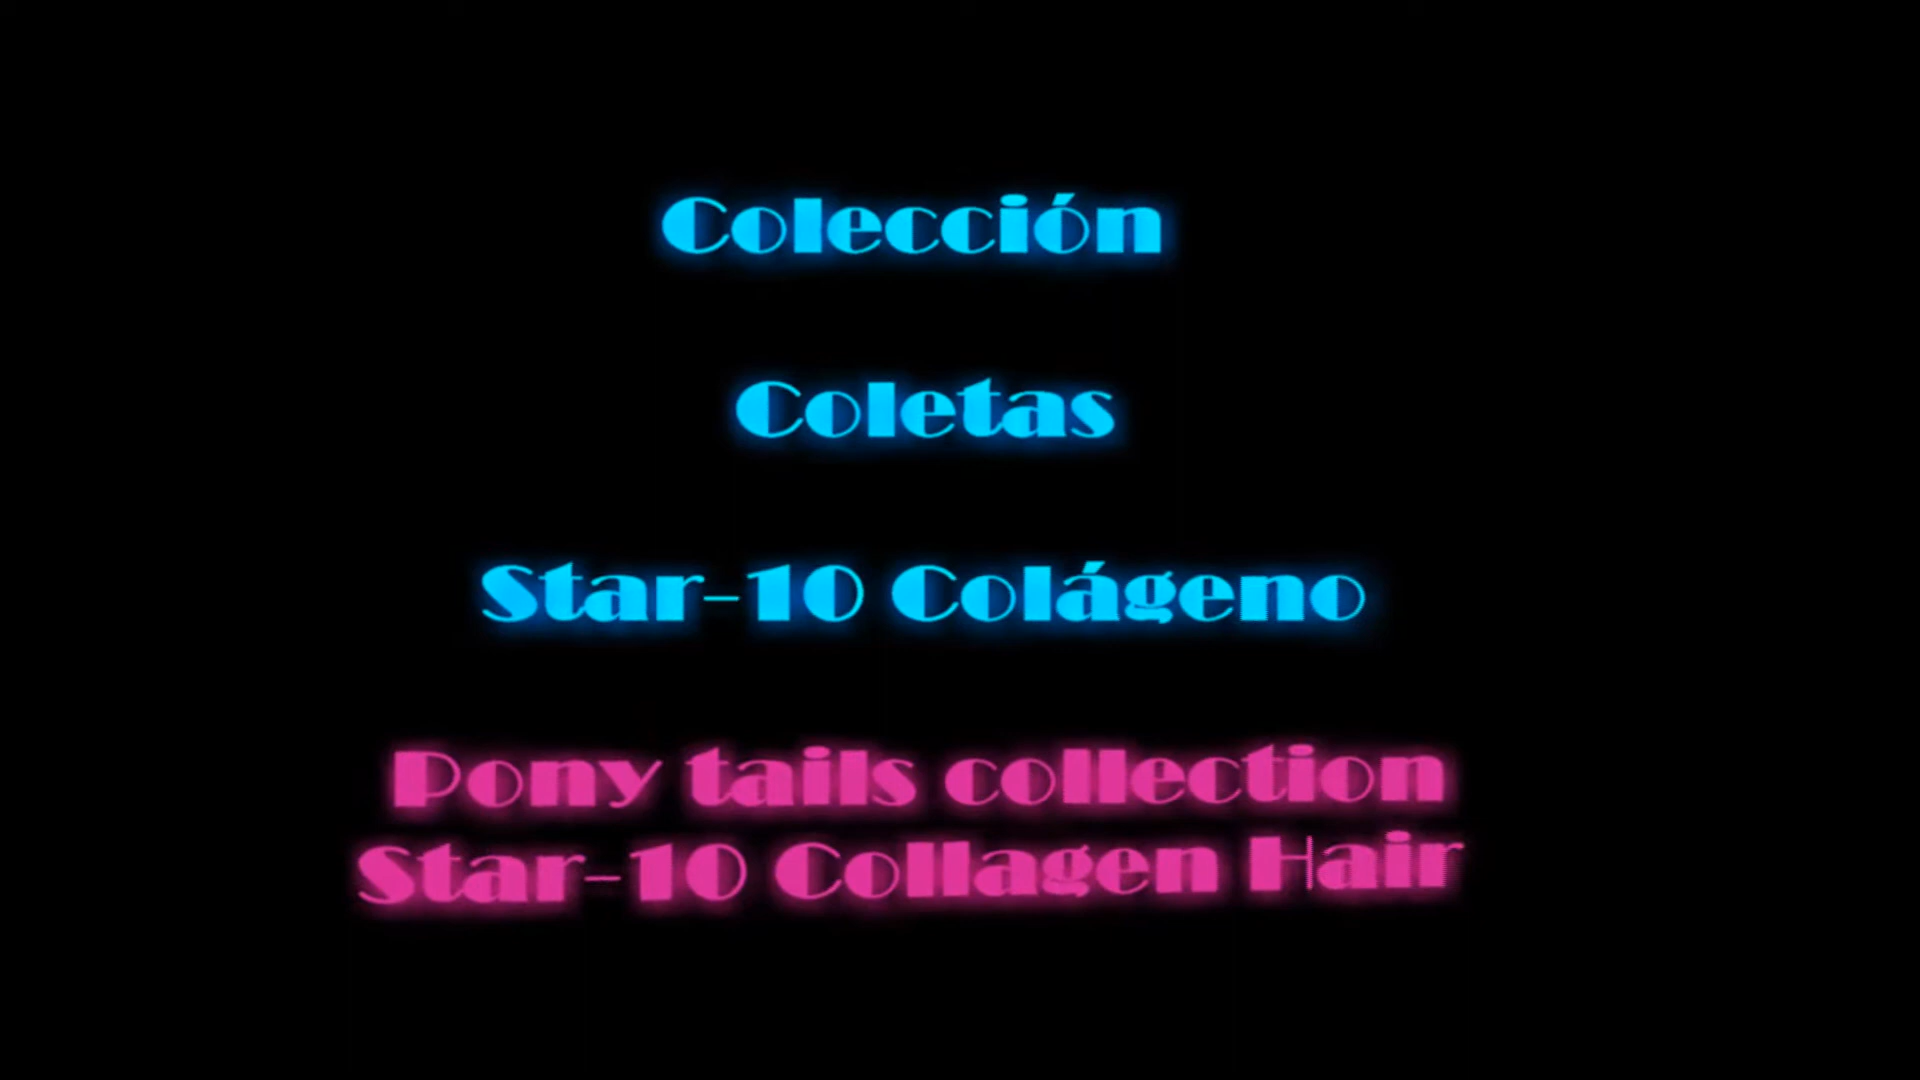 Colección
Coletas
Star-10 Colágeno
Pony tails collection
Star-10 Collagen Hair